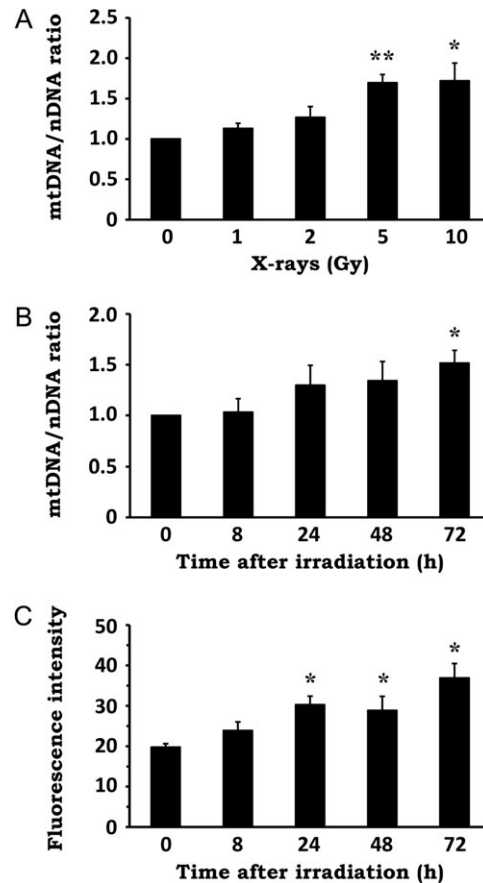 A
mtDNA/nDNA ratio
2.5
2.0
1.5
1.0
0.5
0
** *
0 1 2 5 10
X-rays (Gy)
B
mtDNA/nDNA ratio
2.0
1.5
1.0
0.5
0
*
0 8 24 48 72
Time after irradiation (h)
C
Fluorescence intensity
50
40
30
20
10
0
* * *
0 8 24 48 72
Time after irradiation (h)